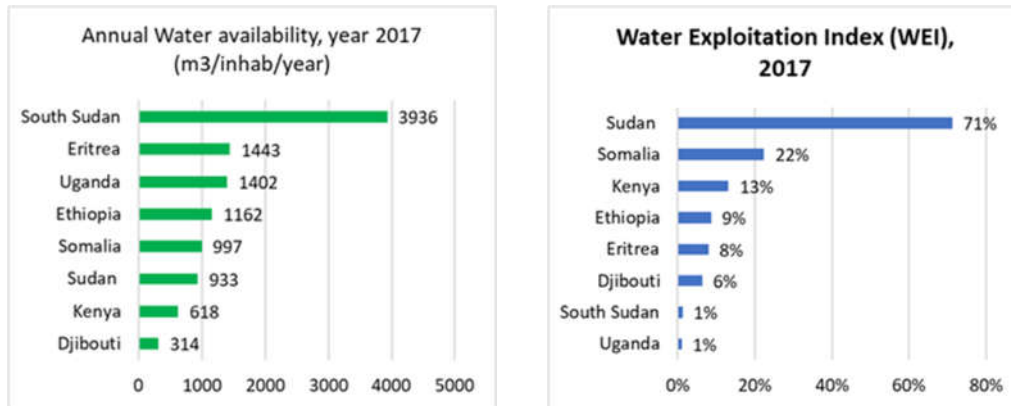 Annual Water availability, year 2017
(m3/inhab/year)
South Sudan 3936
Eritrea 1443
Uganda 1402
Ethiopia 1162
Somalia 997
Sudan 933
Kenya 618
Djibouti 314
0 1000 2000 3000 4000 5000
Water Exploitation Index (WEI),
2017
Sudan 71%
Somalia 22%
Kenya 13%
Ethiopia 9%
Eritrea 8%
Djibouti 6%
South Sudan 1%
Uganda 1%
0% 20% 40% 60% 80%